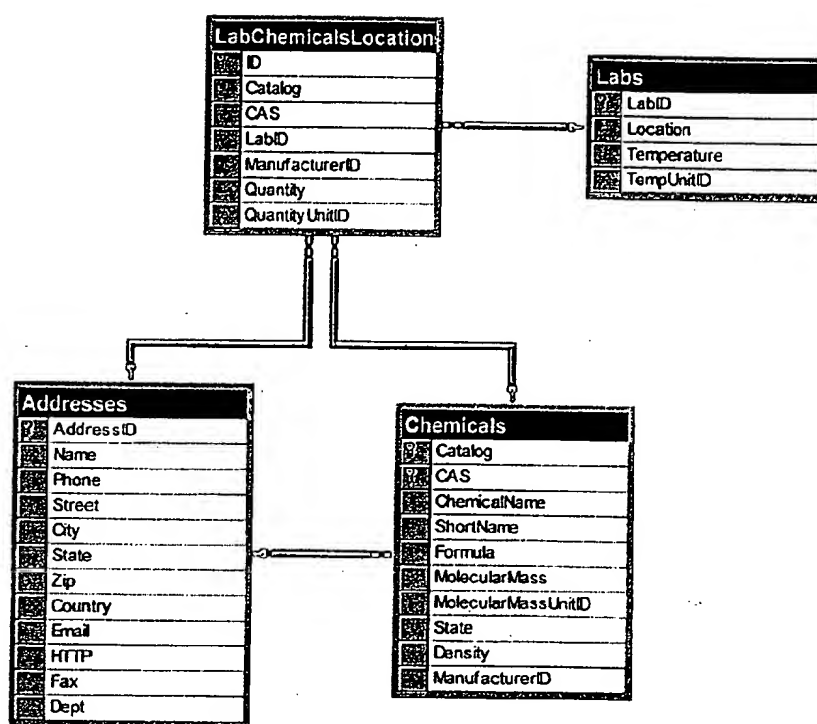 LabChemicalsLocation
ID
Catalog
CAS
LabID
ManufacturerID
Quantity
QuantityUnitID
Labs
LabID
Location
Temperature
TempUnitID
Addresses
AddressID
Name
Phone
Street
City
State
Zip
Country
Email
HTTP
Fax
Dept
Chemicals
Catalog
CAS
ChemicalName
ShortName
Formula
MolecularMass
MolecularMassUnitID
State
Density
ManufacturerID